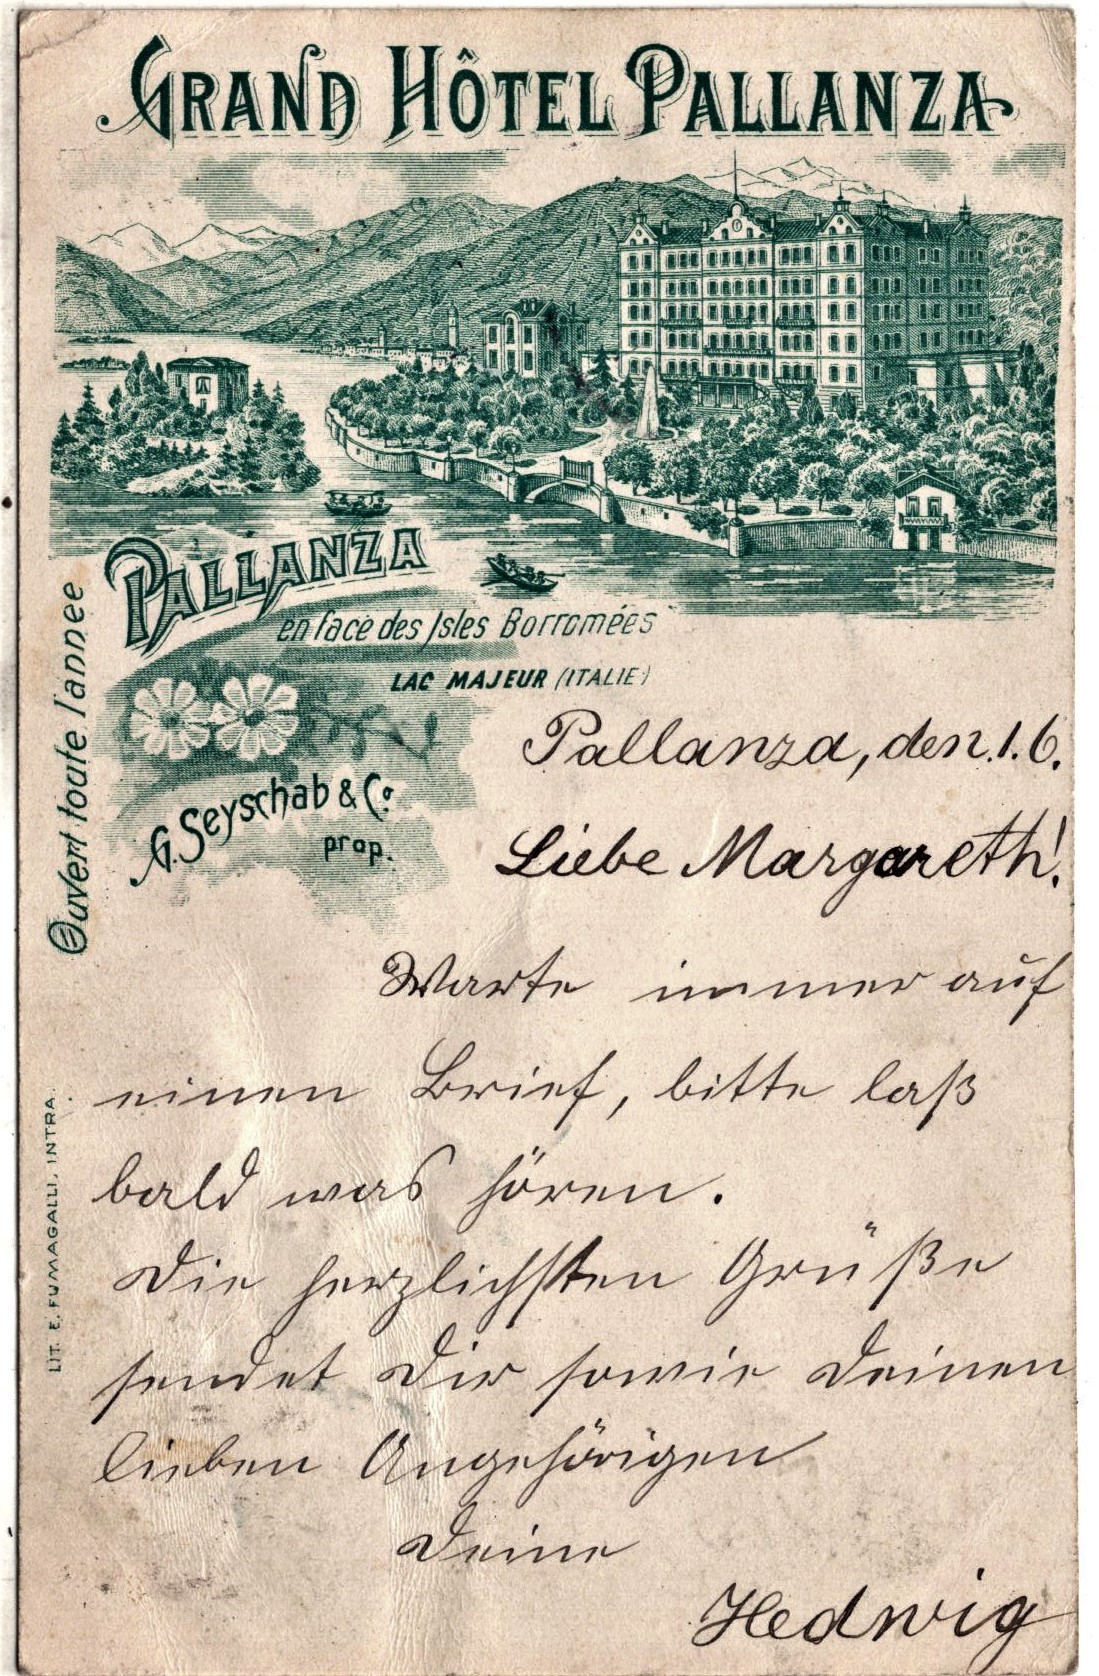 GRAND HÔTEL PALLANZA
PALLANZA
en face des Isles Borromées
LAC MAJEUR (ITALIE)
Ouvert toute l'annee
G. Seyschab & Co.
prop.
LIT. E. FUMAGALLI, INTRA.
Pallanza, den 1.6.
Liebe Margareth!
Warte immer auf
einen Brief, bitte laß
bald was hören.
Die herzlichsten Grüße
sendet Dir sowie Deinen
lieben Angehörigen
Deine
Hedwig